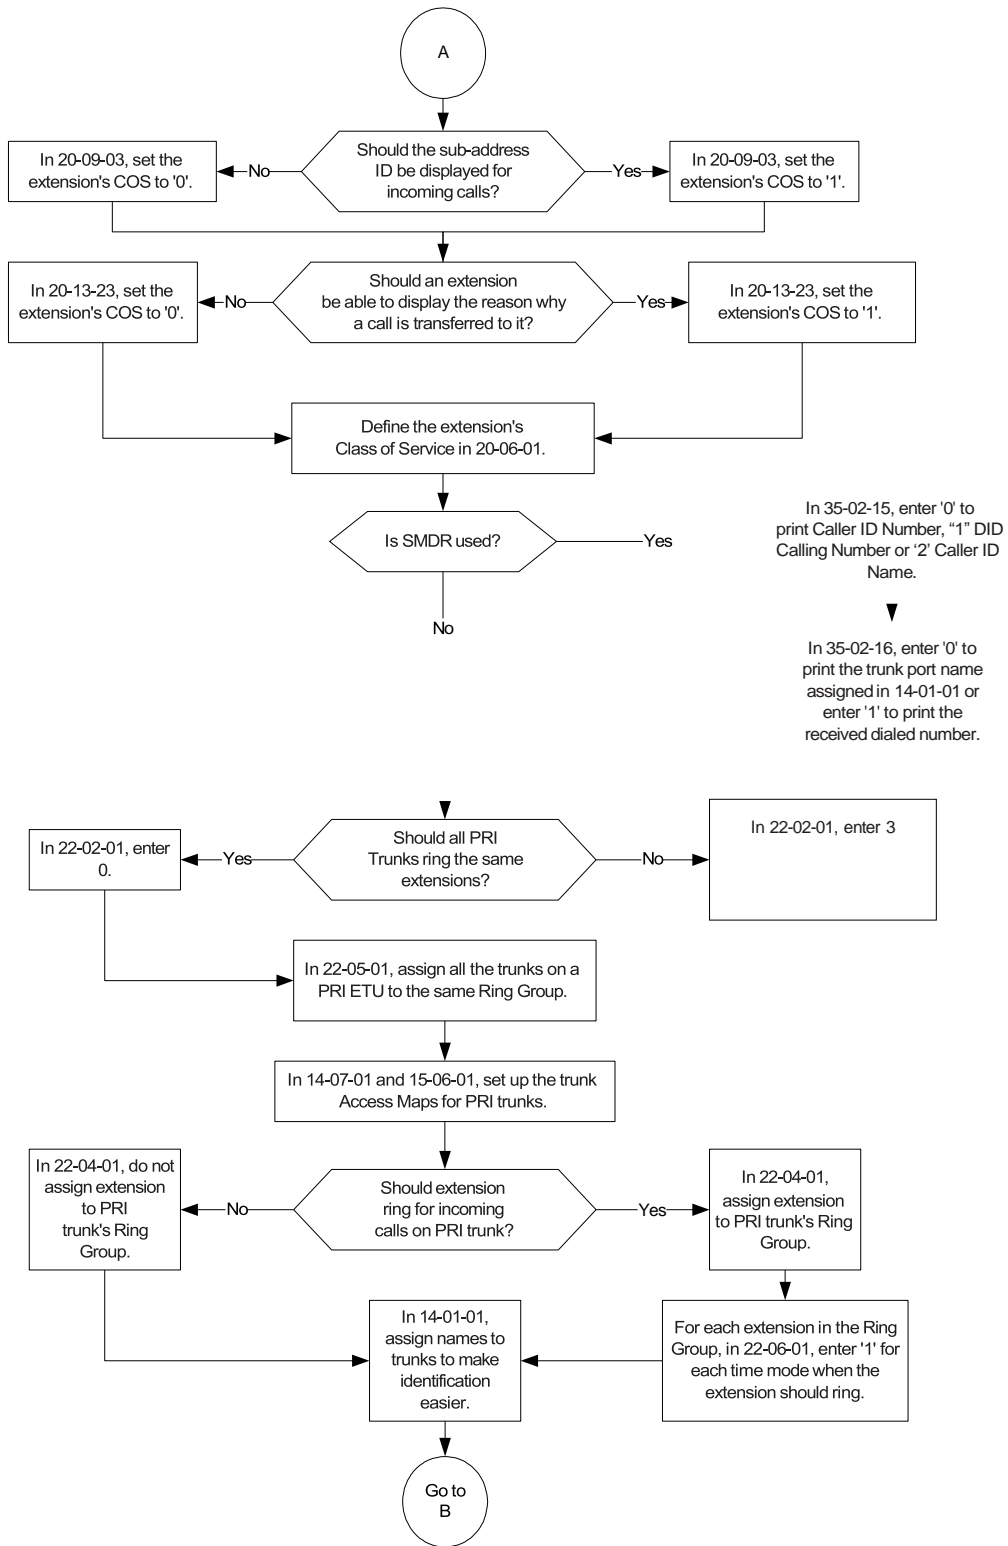 A
Should the sub-address
ID be displayed for
incoming calls?
No
Yes
In 20-09-03, set the
extension's COS to '0'.
In 20-09-03, set the
extension's COS to '1'.
Should an extension
be able to display the reason why
a call is transferred to it?
No
Yes
In 20-13-23, set the
extension's COS to '0'.
In 20-13-23, set the
extension's COS to '1'.
Define the extension's
Class of Service in 20-06-01.
Is SMDR used?
Yes
No
In 35-02-15, enter '0' to
print Caller ID Number, “1” DID
Calling Number or ‘2’ Caller ID
Name.
In 35-02-16, enter '0' to
print the trunk port name
assigned in 14-01-01 or
enter '1' to print the
received dialed number.
Should all PRI
Trunks ring the same
extensions?
Yes
No
In 22-02-01, enter
0.
In 22-02-01, enter 3
In 22-05-01, assign all the trunks on a
PRI ETU to the same Ring Group.
In 14-07-01 and 15-06-01, set up the trunk
Access Maps for PRI trunks.
Should extension
ring for incoming
calls on PRI trunk?
No
Yes
In 22-04-01, do not
assign extension
to PRI
trunk's Ring
Group.
In 22-04-01,
assign extension
to PRI trunk's Ring
Group.
For each extension in the Ring
Group, in 22-06-01, enter '1' for
each time mode when the
extension should ring.
In 14-01-01,
assign names to
trunks to make
identification
easier.
Go to
B